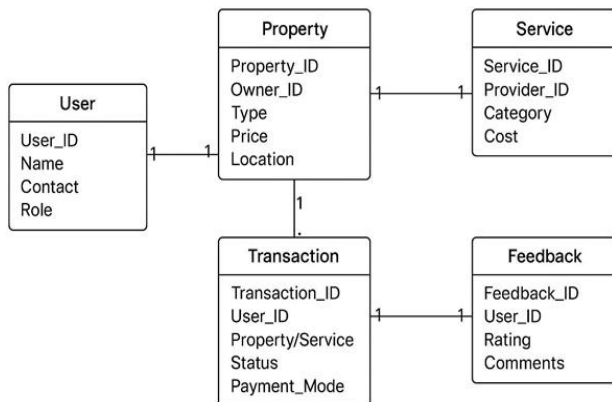 Property
Property_ID
Owner_ID
Type
Price
Location
Service
Service_ID
Provider_ID
Category
Cost
User
User_ID
Name
Contact
Role
1
1
1
1
1
Transaction
Transaction_ID
User_ID
Property/Service
Status
Payment_Mode
Feedback
Feedback_ID
User_ID
Rating
Comments
1
1